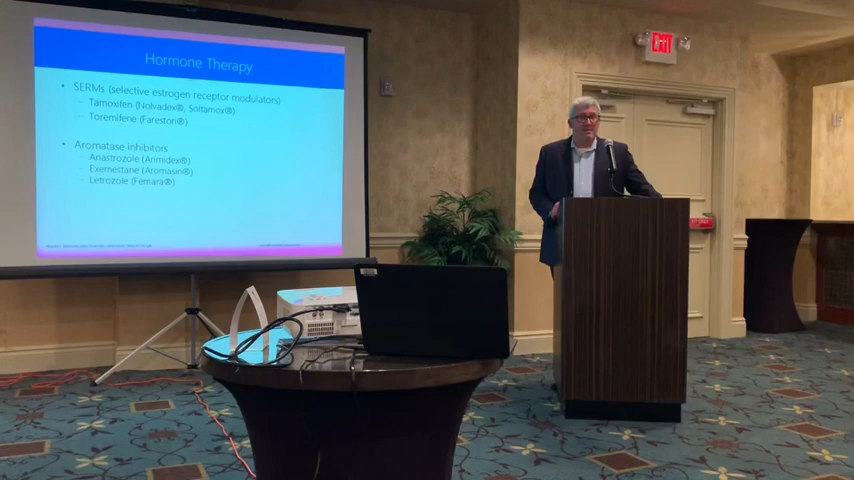 Hormone Therapy
• SERMs (selective estrogen receptor modulators)
– Tamoxifen (Nolvadex®, Soltamox®)
– Toremifene (Fareston®)
• Aromatase inhibitors
– Anastrozole (Arimidex®)
– Exemestane (Aromasin®)
– Letrozole (Femara®)
EXIT